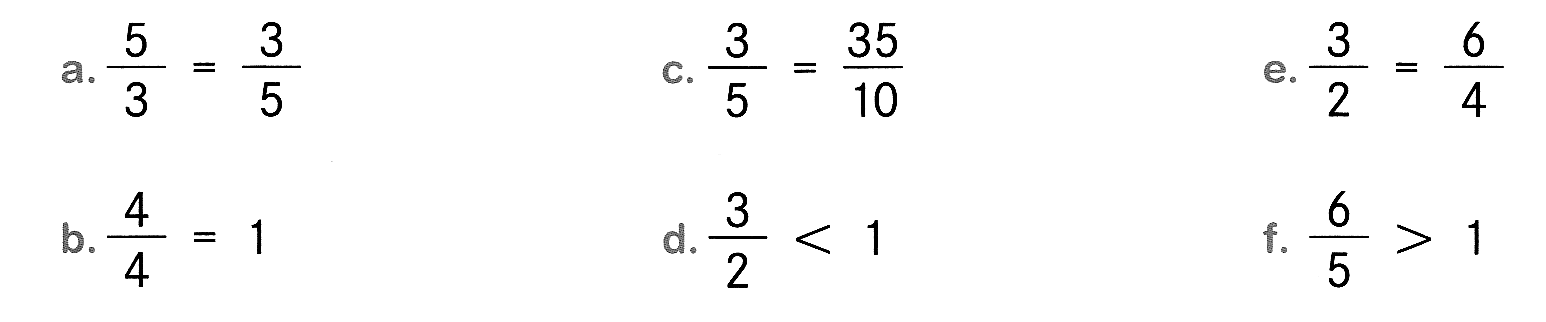 a. 5/3 = 3/5
c. 3/5 = 35/10
e. 3/2 = 6/4
b. 4/4 = 1
d. 3/2 < 1
f. 6/5 > 1